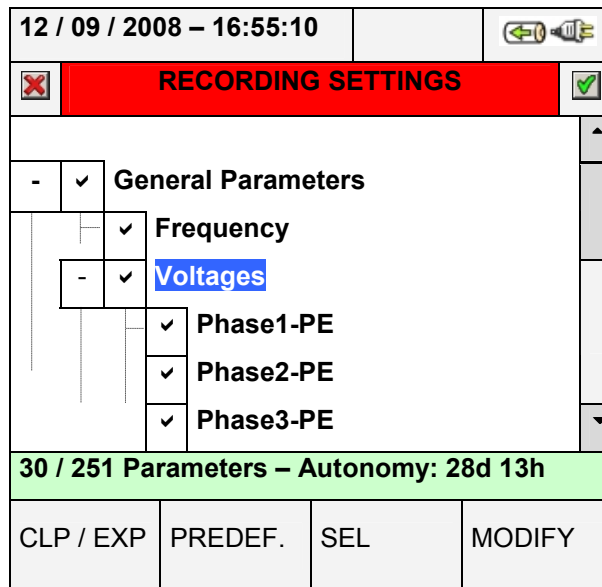 12 / 09 / 2008 – 16:55:10
RECORDING SETTINGS
- General Parameters
Frequency
- Voltages
Phase1-PE
Phase2-PE
Phase3-PE
30 / 251 Parameters – Autonomy: 28d 13h
CLP / EXP PREDEF. SEL MODIFY